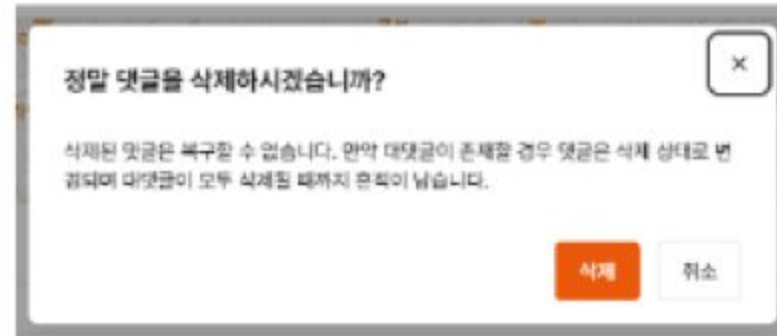 정말 댓글을 삭제하시겠습니까?
×
삭제된 댓글은 복구할 수 없습니다. 만약 대댓글이 존재할 경우 댓글은 삭제 상태로 변
경되며 대댓글이 모두 삭제될 때까지 흔적이 남습니다.
삭제 취소